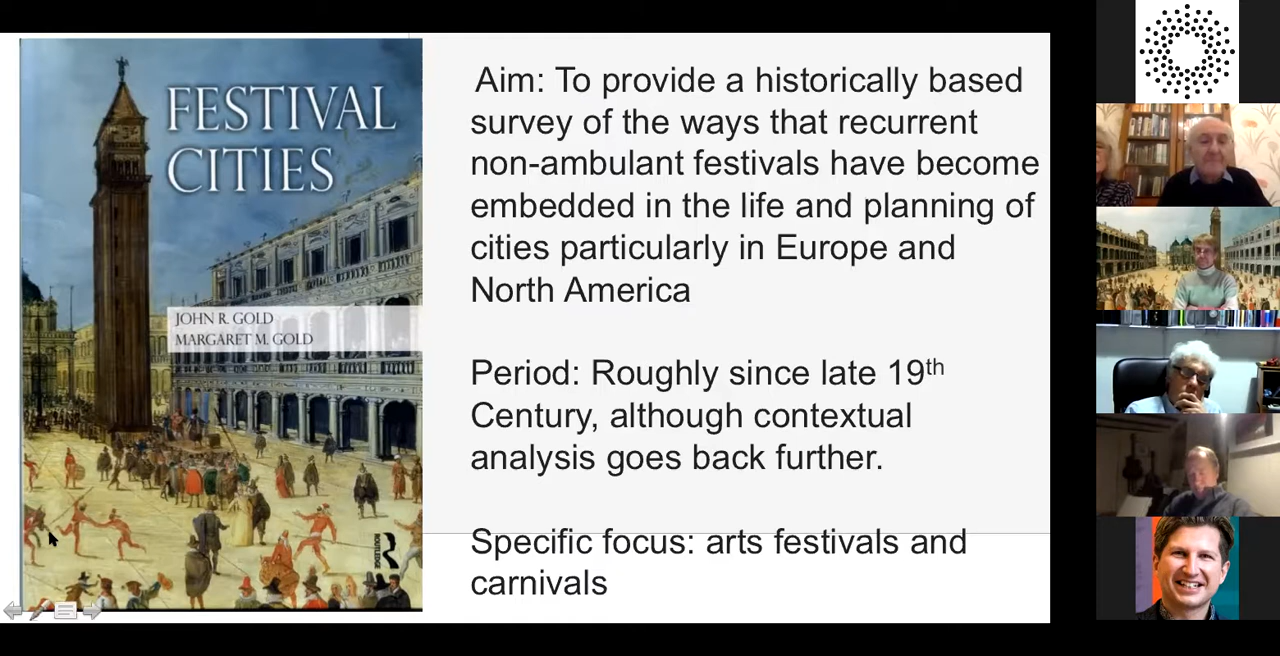 FESTIVAL
CITIES
JOHN R. GOLD
MARGARET M. GOLD
ROUTLEDGE
Aim: To provide a historically based
survey of the ways that recurrent
non-ambulant festivals have become
embedded in the life and planning of
cities particularly in Europe and
North America
Period: Roughly since late 19th
Century, although contextual
analysis goes back further.
Specific focus: arts festivals and
carnivals